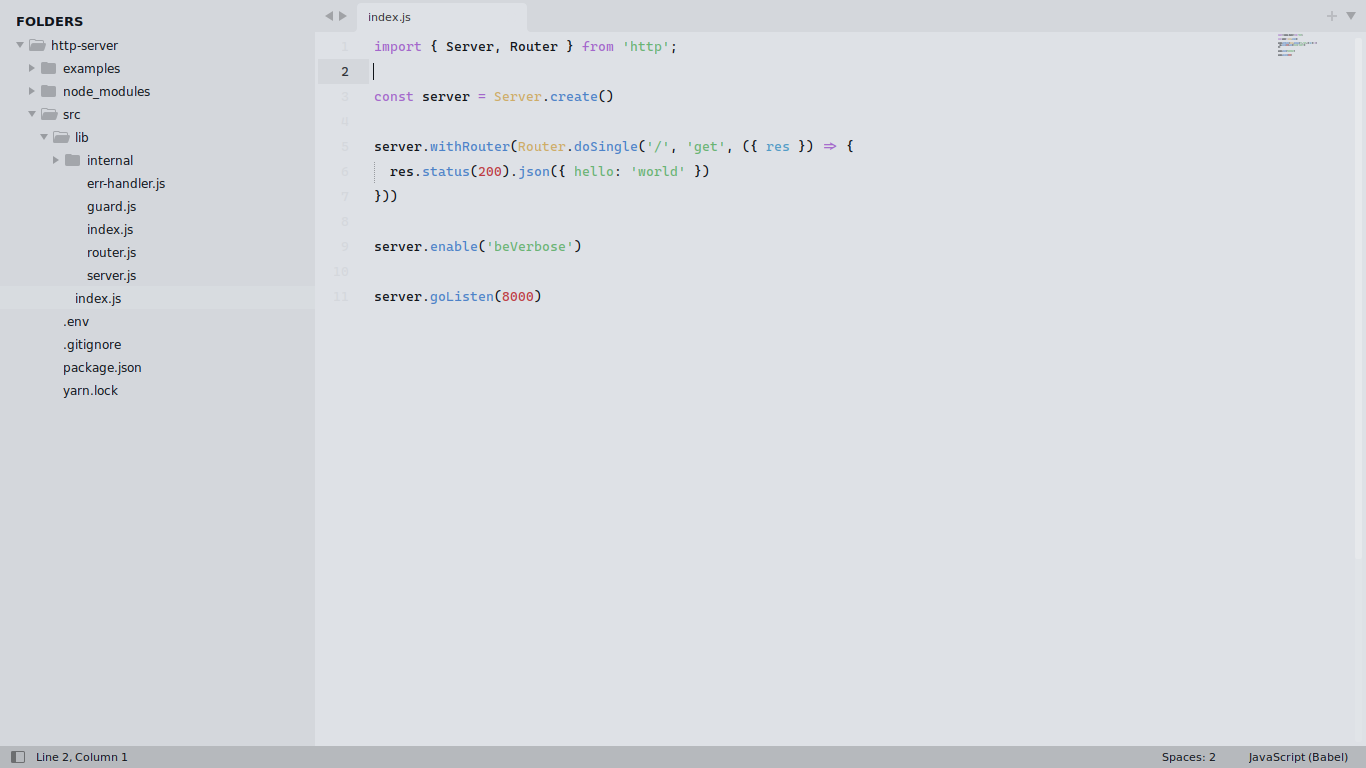 FOLDERS
http-server
examples
node_modules
src
lib
internal
err-handler.js
guard.js
index.js
router.js
server.js
index.js
.env
.gitignore
package.json
yarn.lock
index.js
1 import { Server, Router } from 'http';
2
3 const server = Server.create()
4
5 server.withRouter(Router.doSingle('/', 'get', ({ res }) => {
6 res.status(200).json({ hello: 'world' })
7 }))
8
9 server.enable('beVerbose')
10
11 server.goListen(8000)
Line 2, Column 1
Spaces: 2
JavaScript (Babel)